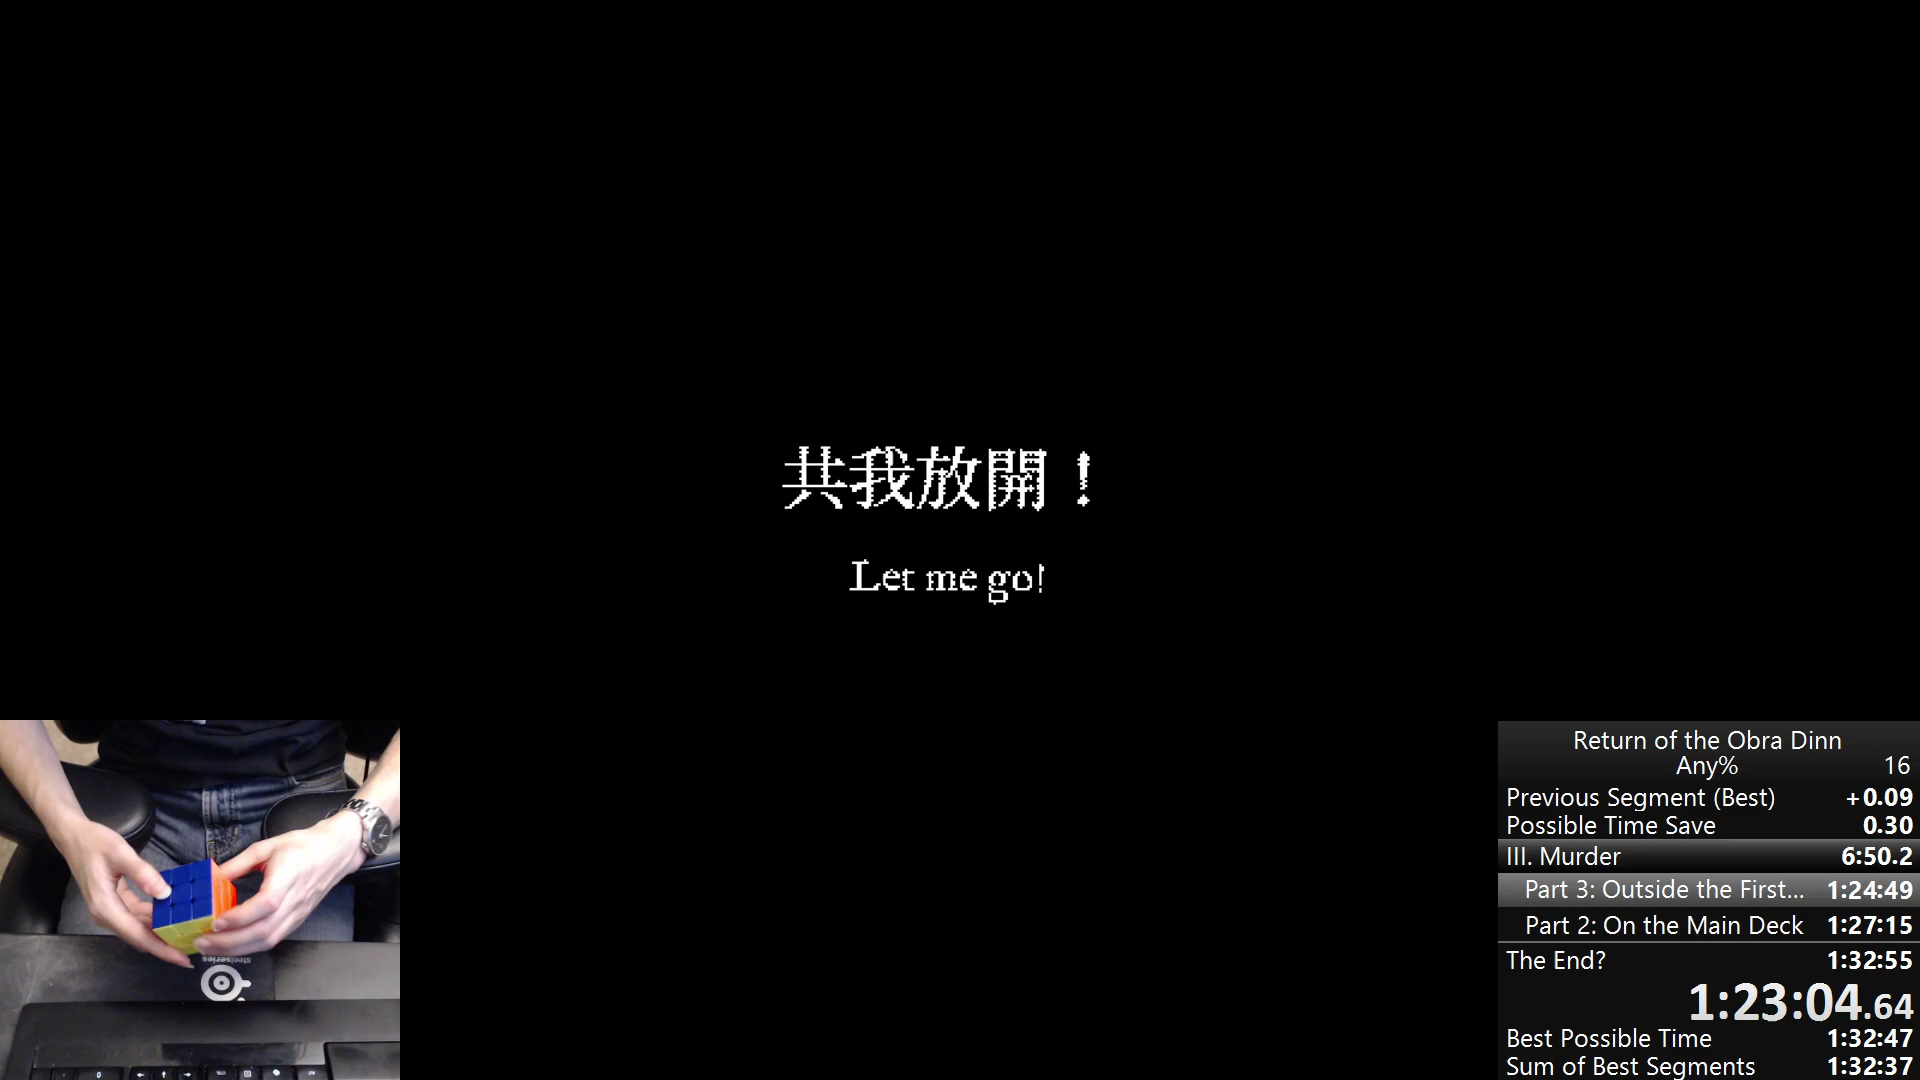 共我放開！
Let me go!
steelseries
Return of the Obra Dinn
Any% 16
Previous Segment (Best) +0.09
Possible Time Save 0.30
III. Murder 6:50.2
Part 3: Outside the First... 1:24:49
Part 2: On the Main Deck 1:27:15
The End? 1:32:55
1:23:04.64
Best Possible Time 1:32:47
Sum of Best Segments 1:32:37